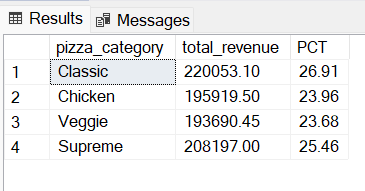 Results Messages
pizza_category total_revenue PCT
1 Classic 220053.10 26.91
2 Chicken 195919.50 23.96
3 Veggie 193690.45 23.68
4 Supreme 208197.00 25.46